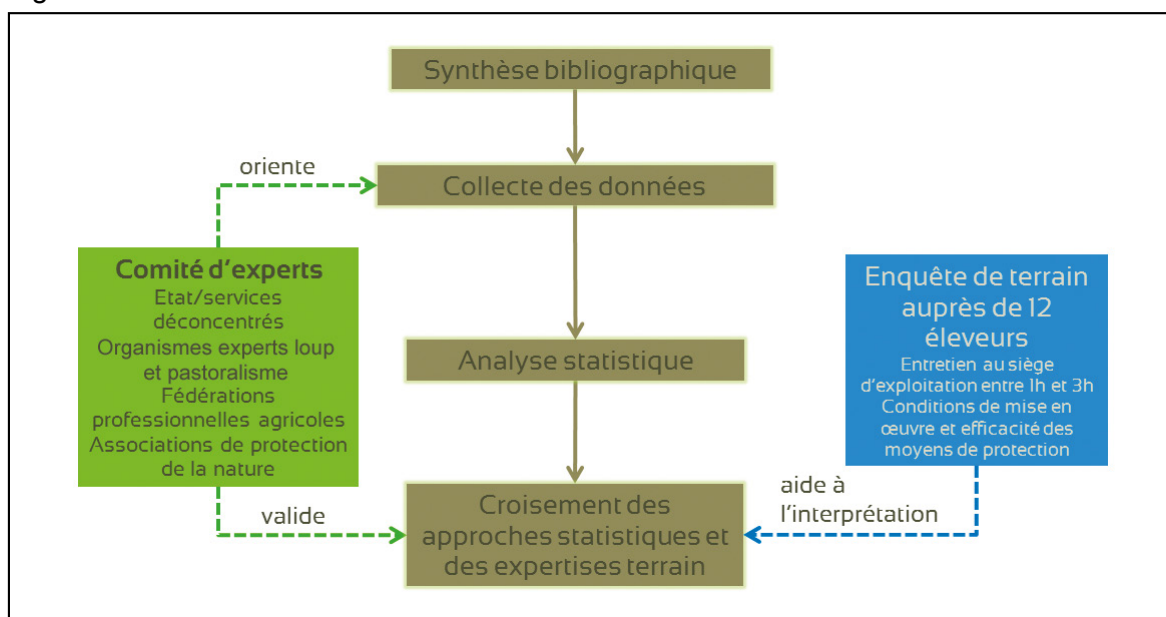 Synthèse bibliographique
oriente
Collecte des données
Comité d'experts
Etat/services
déconcentrés
Organismes experts loup
et pastoralisme
Fédérations
professionnelles agricoles
Associations de protection
de la nature
Enquête de terrain
auprès de 12
éleveurs
Entretien au siège
d'exploitation entre 1h et 3h
Conditions de mise en
œuvre et efficacité des
moyens de protection
Analyse statistique
valide
Croisement des
approches statistiques et
des expertises terrain
aide à
l'interprétation